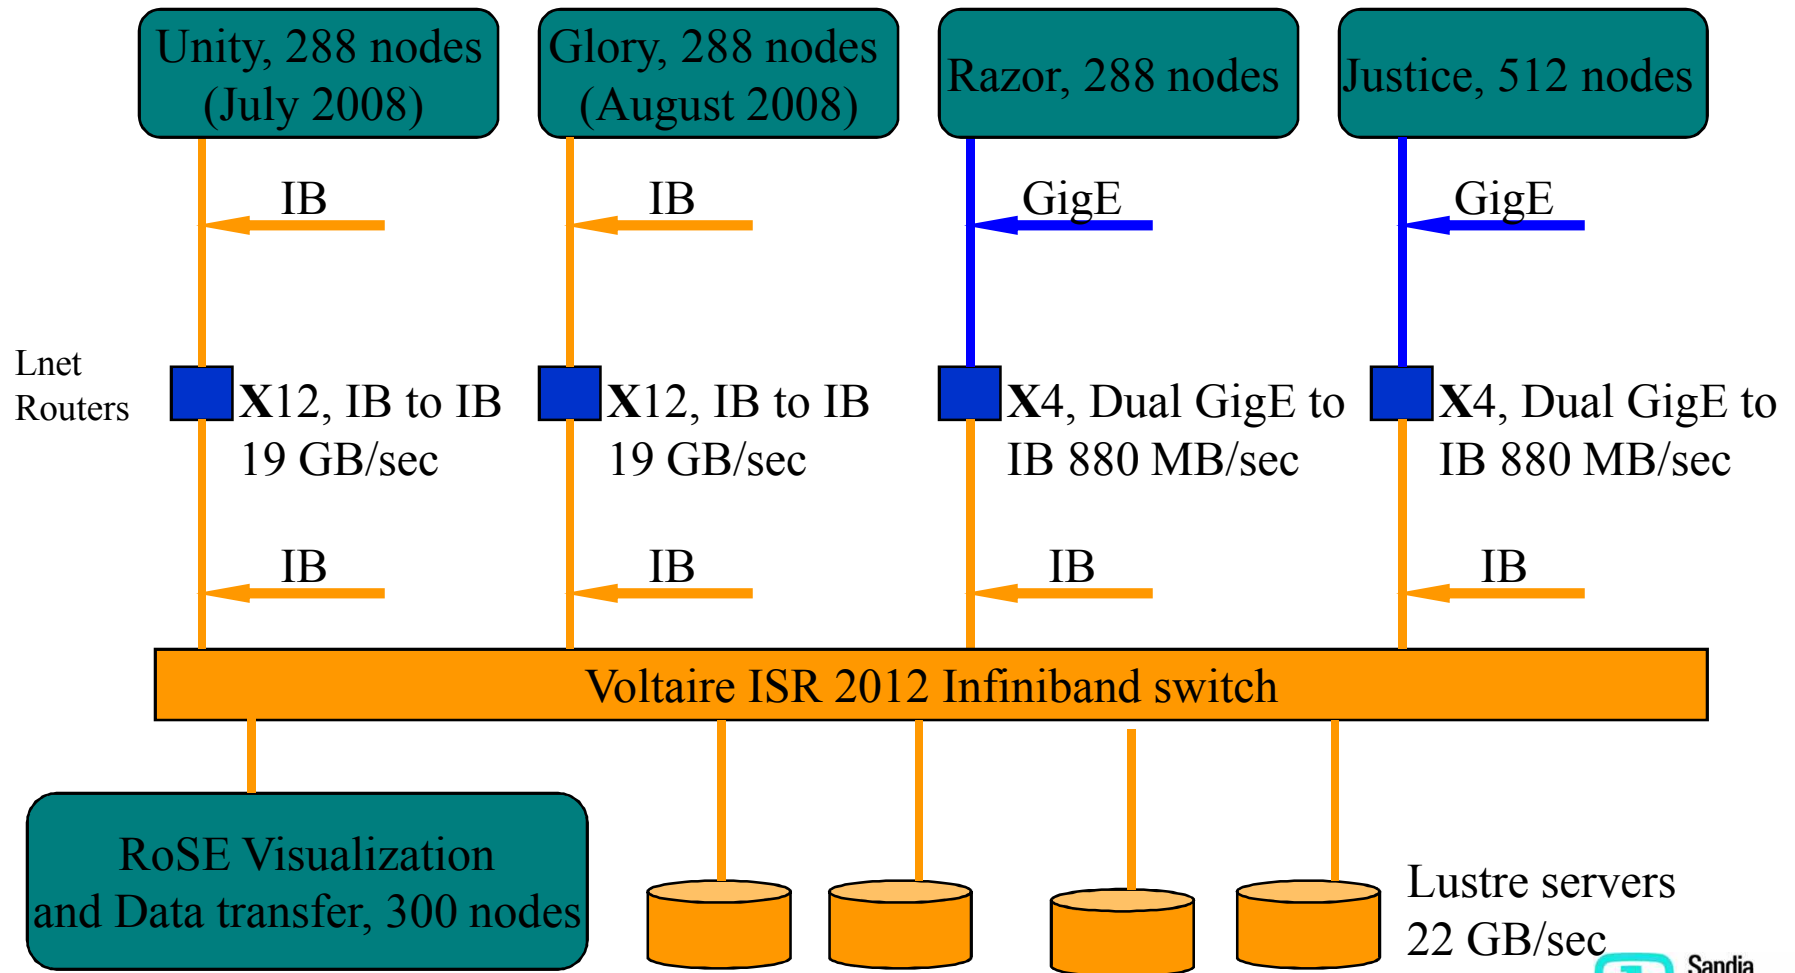 Unity, 288 nodes
(July 2008)
Glory, 288 nodes
(August 2008)
Razor, 288 nodes
Justice, 512 nodes
IB
IB
GigE
GigE
Lnet
Routers
X12, IB to IB
19 GB/sec
X12, IB to IB
19 GB/sec
X4, Dual GigE to
IB 880 MB/sec
X4, Dual GigE to
IB 880 MB/sec
IB
IB
IB
IB
Voltaire ISR 2012 Infiniband switch
RoSE Visualization
and Data transfer, 300 nodes
Lustre servers
22 GB/sec
Sandia